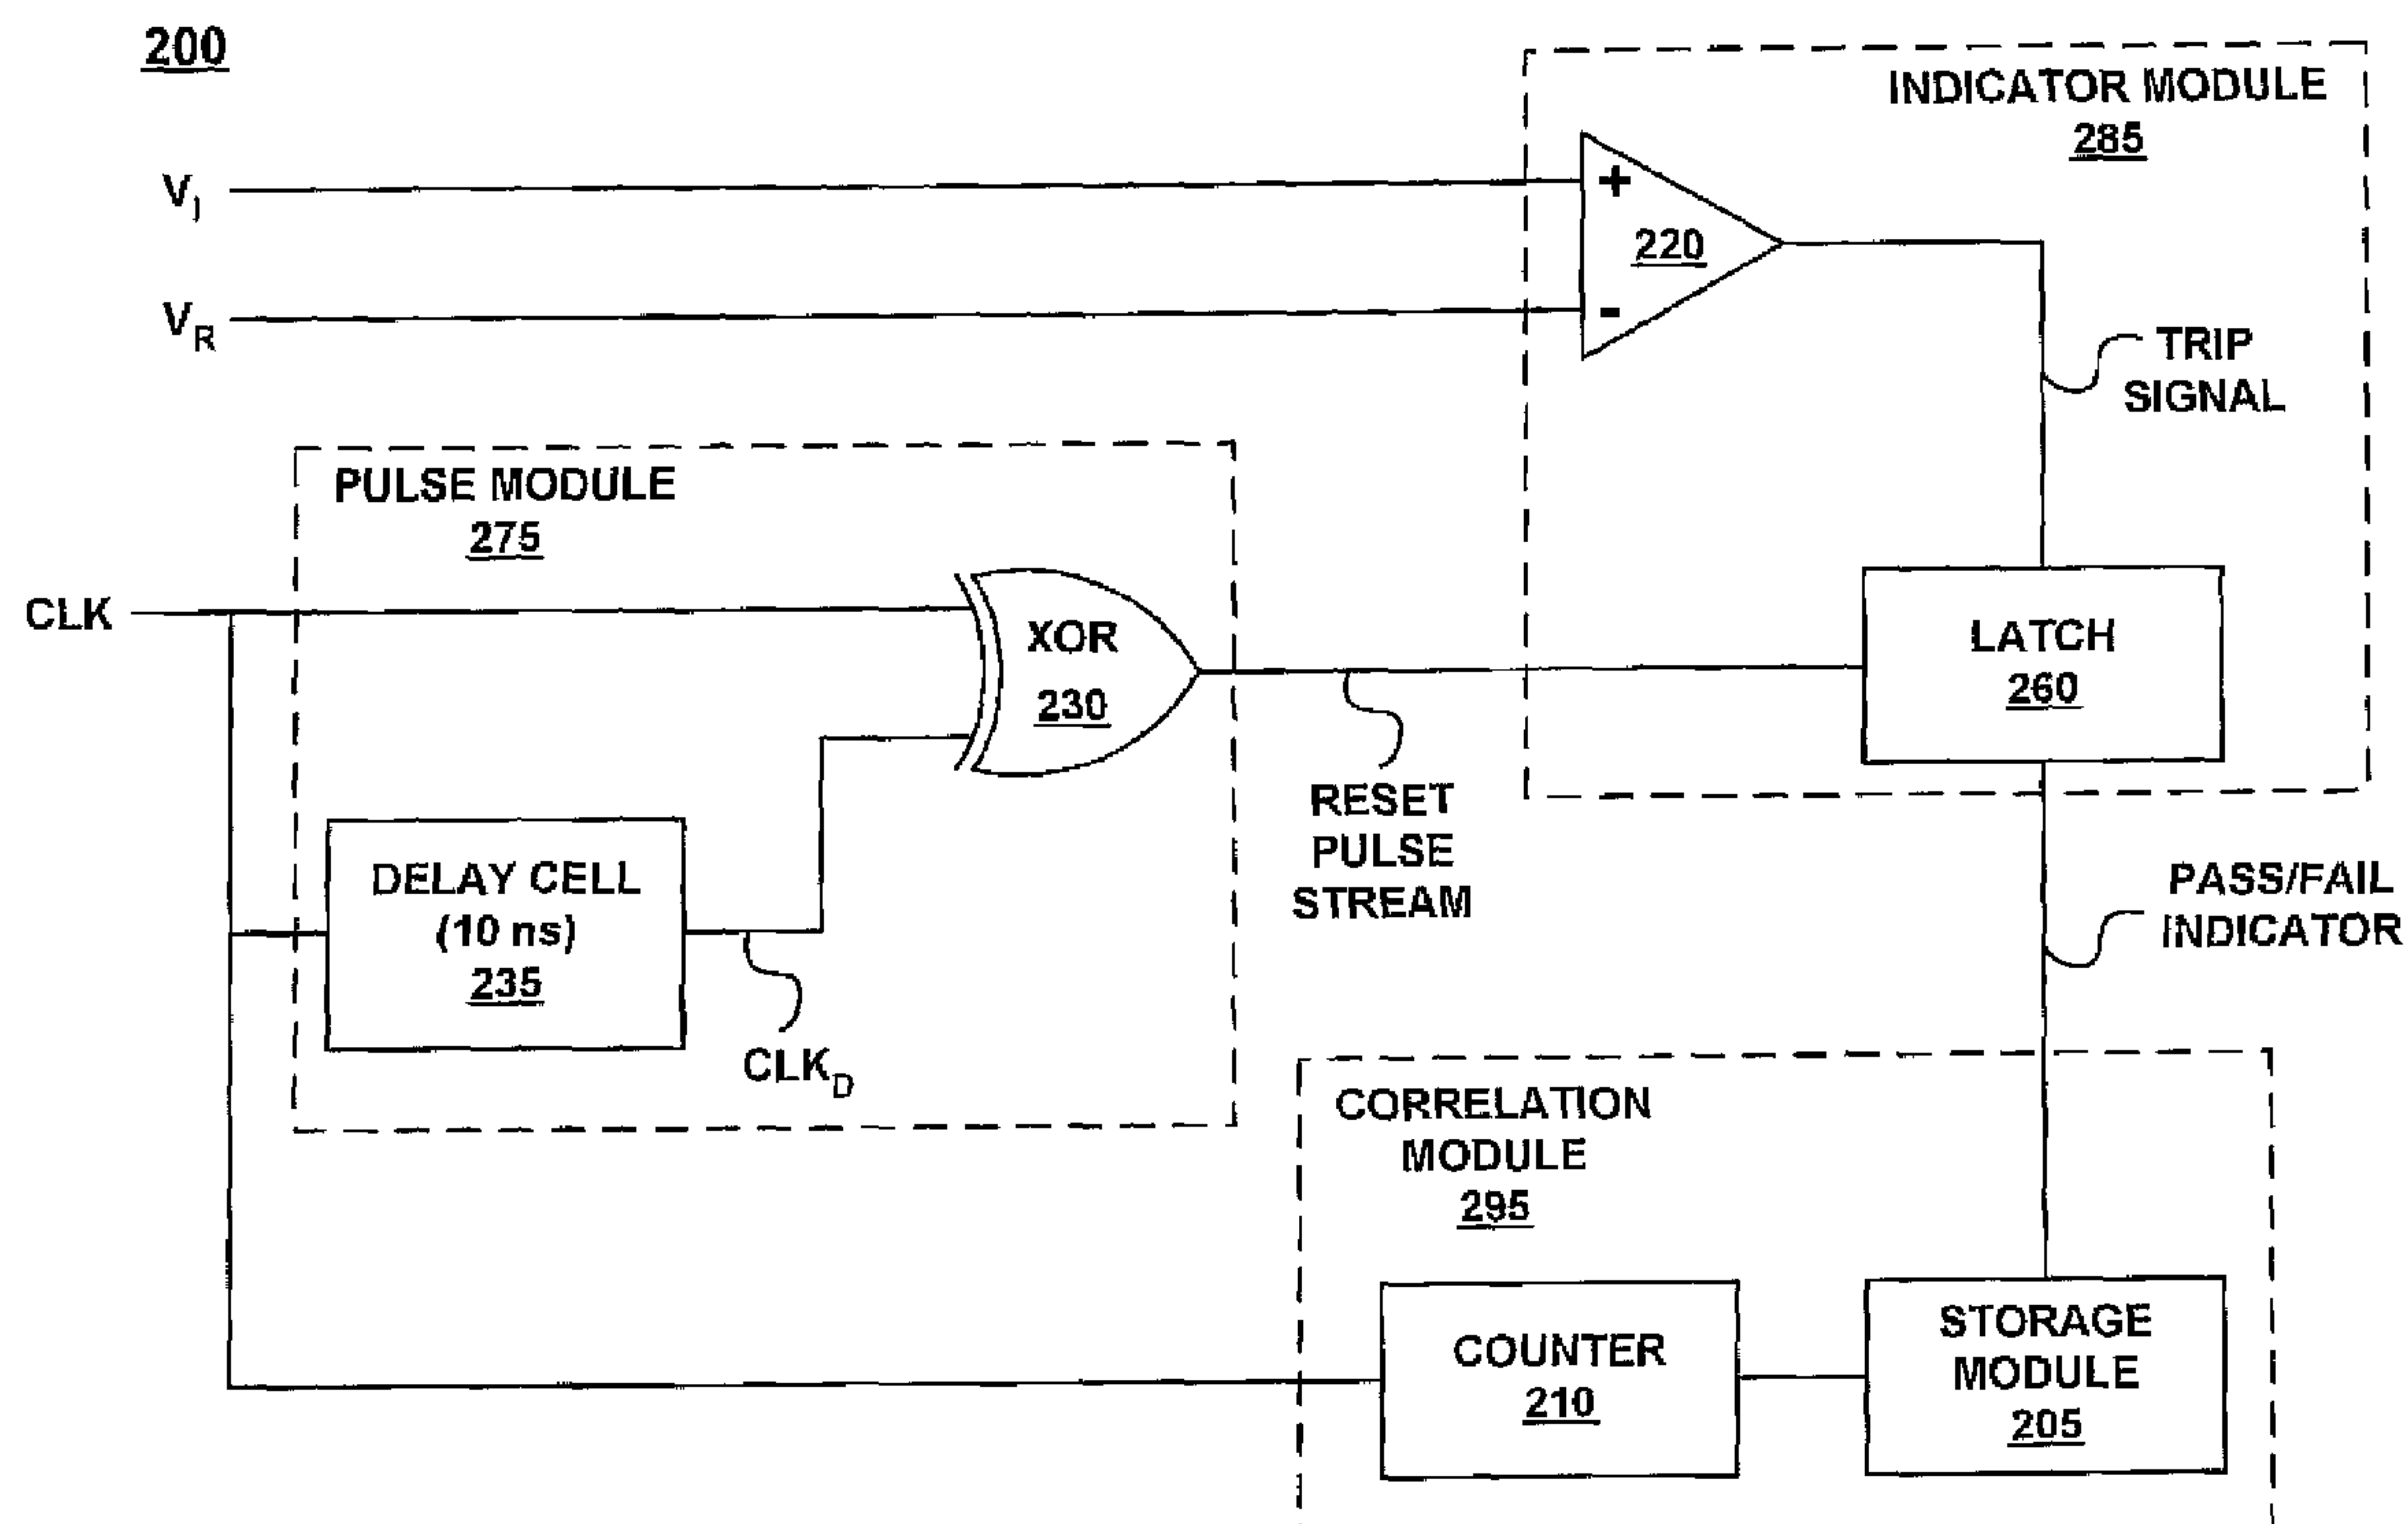 200
INDICATOR MODULE
285
V_I
+
220
V_R
-
TRIP
SIGNAL
PULSE MODULE
275
CLK
XOR
230
LATCH
260
RESET
PULSE
STREAM
DELAY CELL
(10 ns)
235
CLK_D
PASS/FAIL
INDICATOR
CORRELATION
MODULE
295
COUNTER
210
STORAGE
MODULE
205